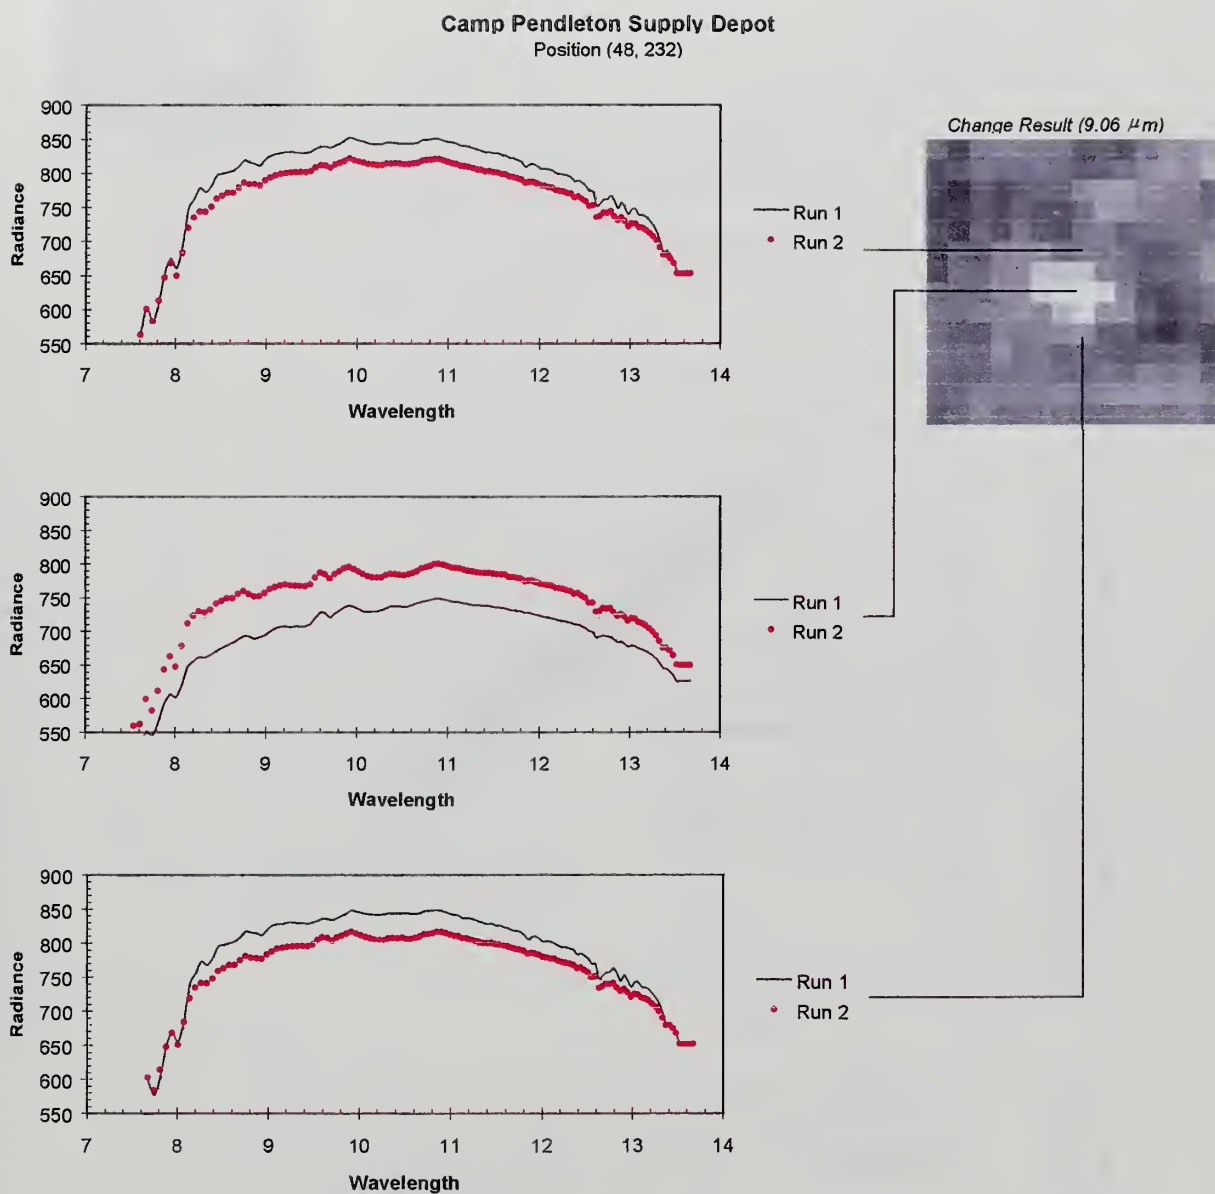 Camp Pendleton Supply Depot
Position (48, 232)
Change Result (9.06 μm)
900
850
800
750
700
650
600
550
Radiance
7 8 9 10 11 12 13 14
Wavelength
Run 1
Run 2
900
850
800
750
700
650
600
550
Radiance
7 8 9 10 11 12 13 14
Wavelength
Run 1
Run 2
900
850
800
750
700
650
600
550
Radiance
7 8 9 10 11 12 13 14
Wavelength
Run 1
Run 2